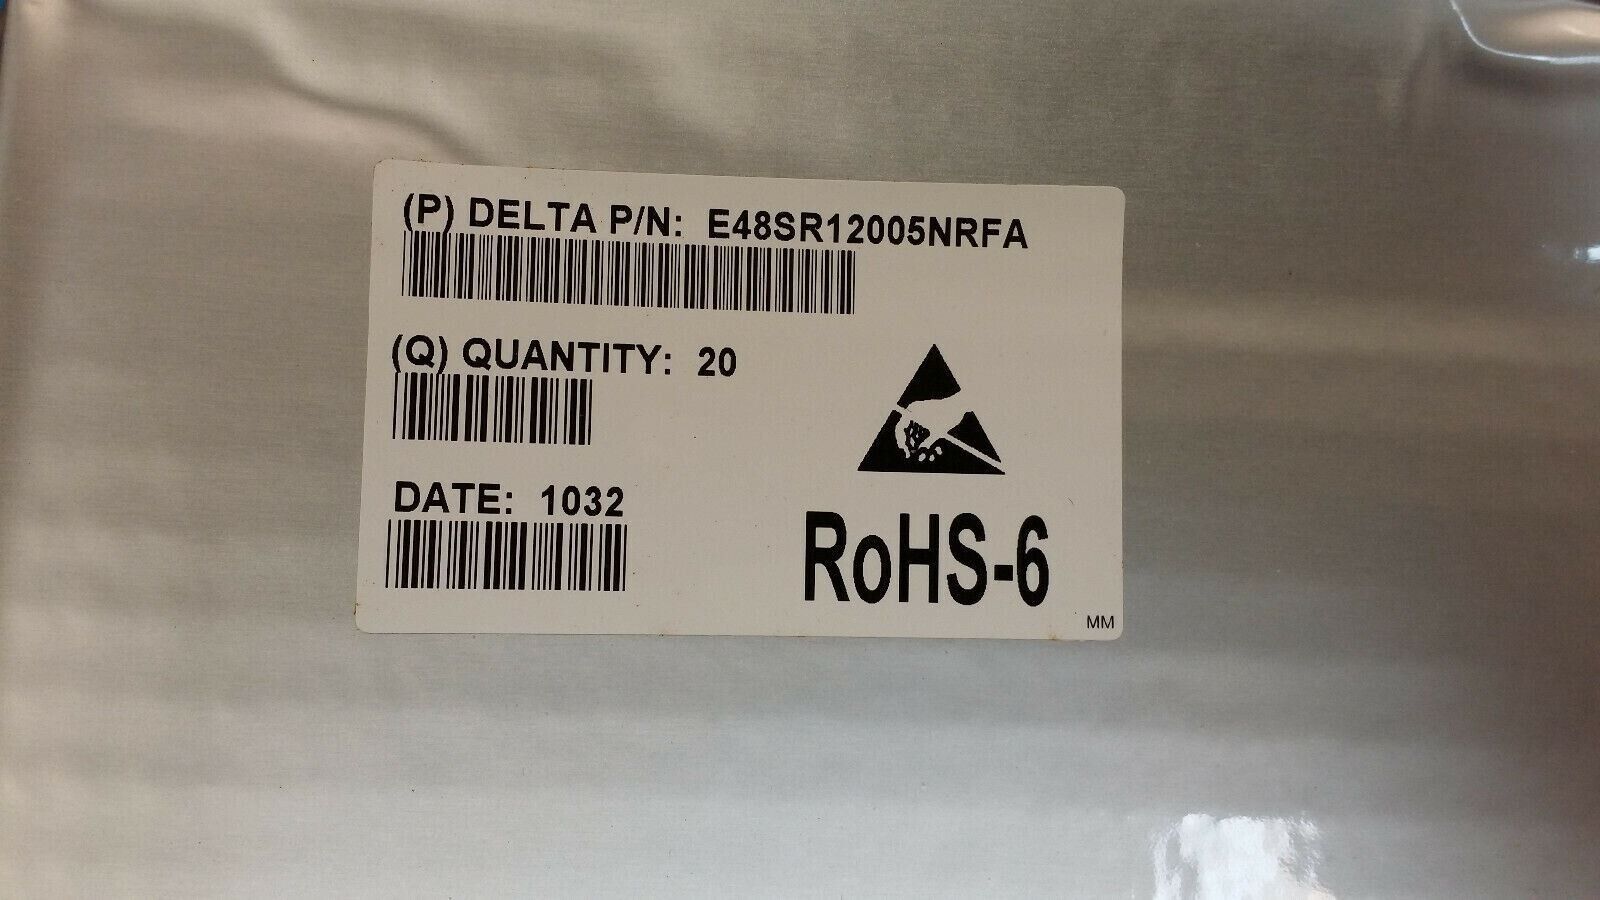 (P) DELTA P/N: E48SR12005NRFA
(Q) QUANTITY: 20
DATE: 1032
RoHS-6
MM